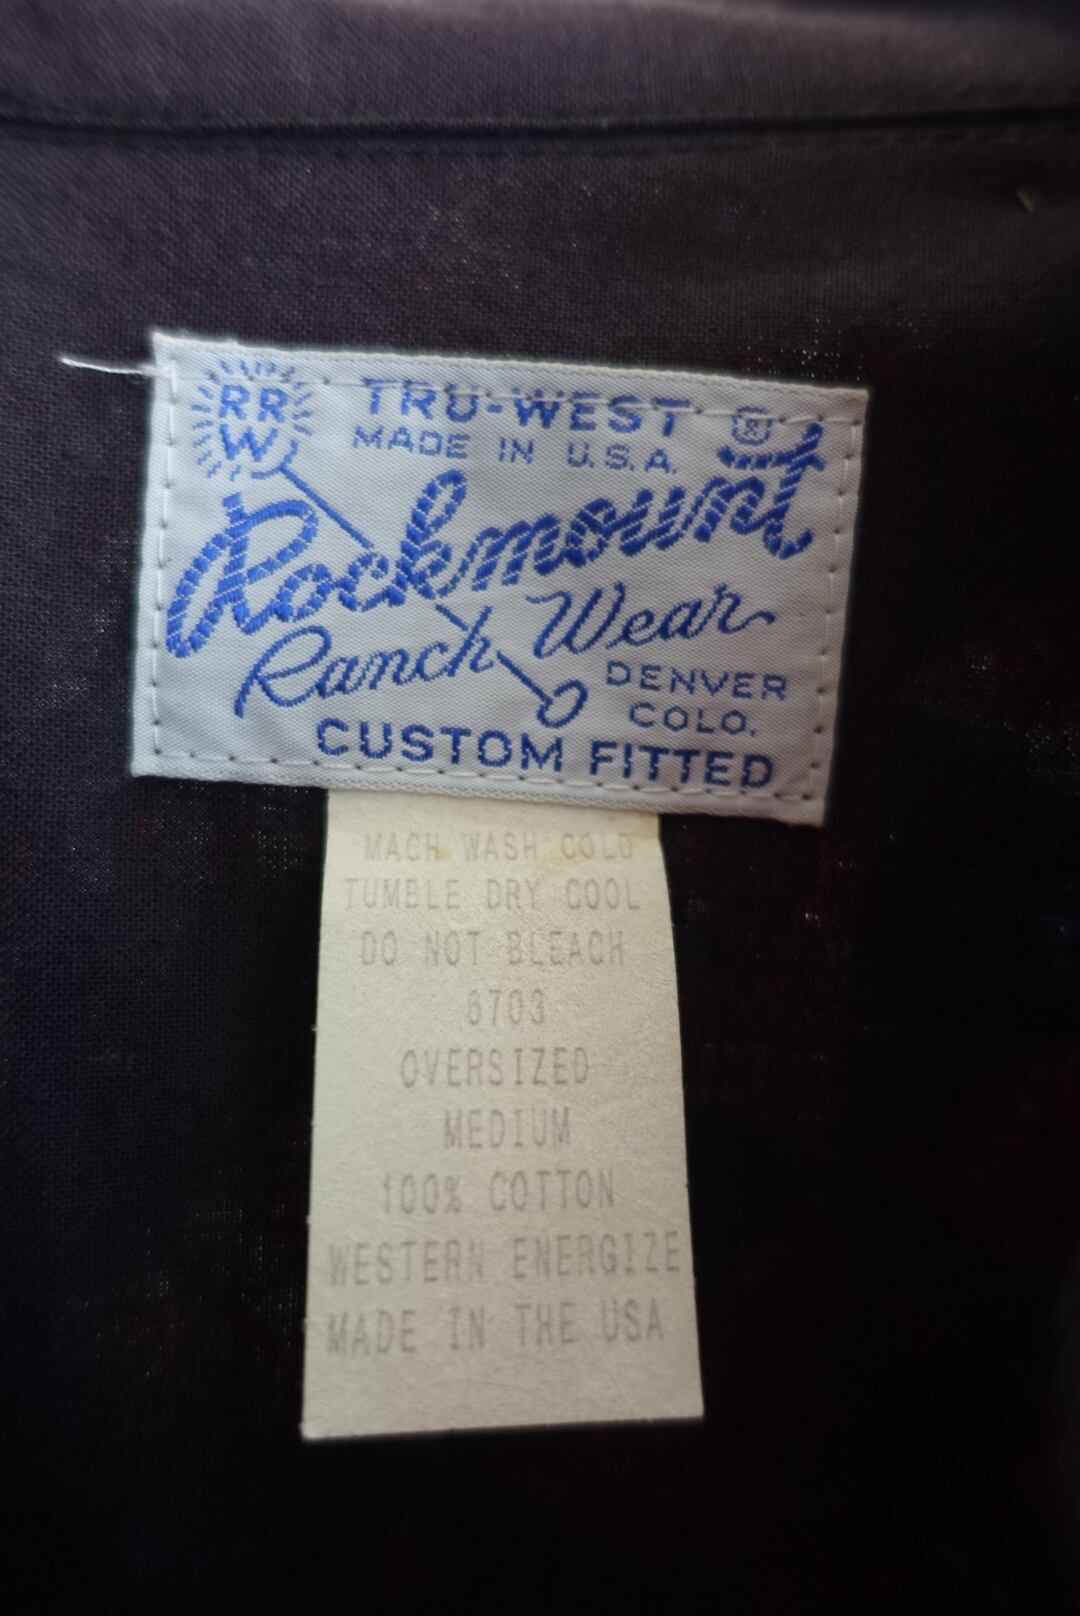 RR
W
TRU-WEST ®
MADE IN U.S.A.
Rockmount
Ranch Wear
DENVER
COLO.
CUSTOM FITTED
MACH WASH COLD
TUMBLE DRY COOL
DO NOT BLEACH
6703
OVERSIZED
MEDIUM
100% COTTON
WESTERN ENERGIZE
MADE IN THE USA